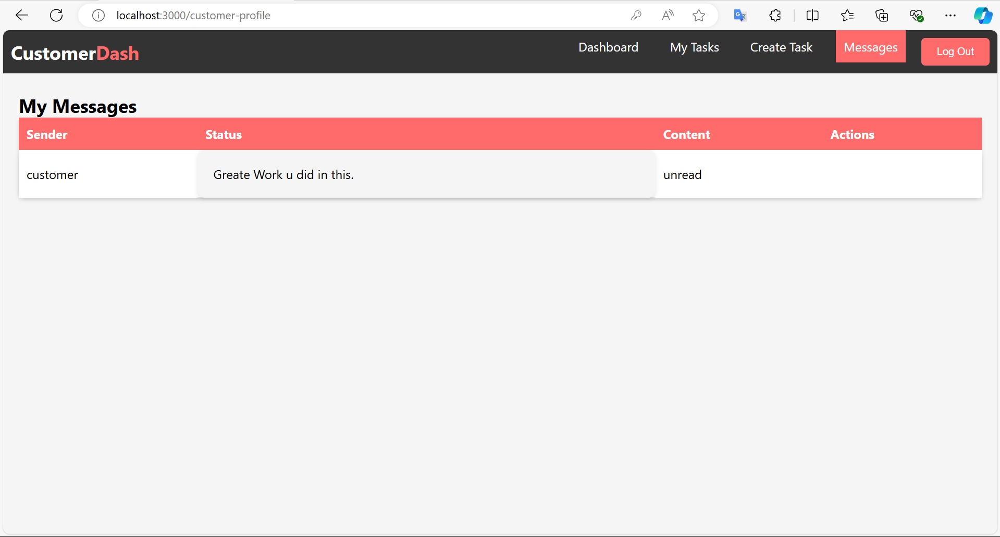 localhost:3000/customer-profile
CustomerDash
Dashboard
My Tasks
Create Task
Messages
Log Out
My Messages
Sender Status Content Actions
customer Greate Work u did in this. unread